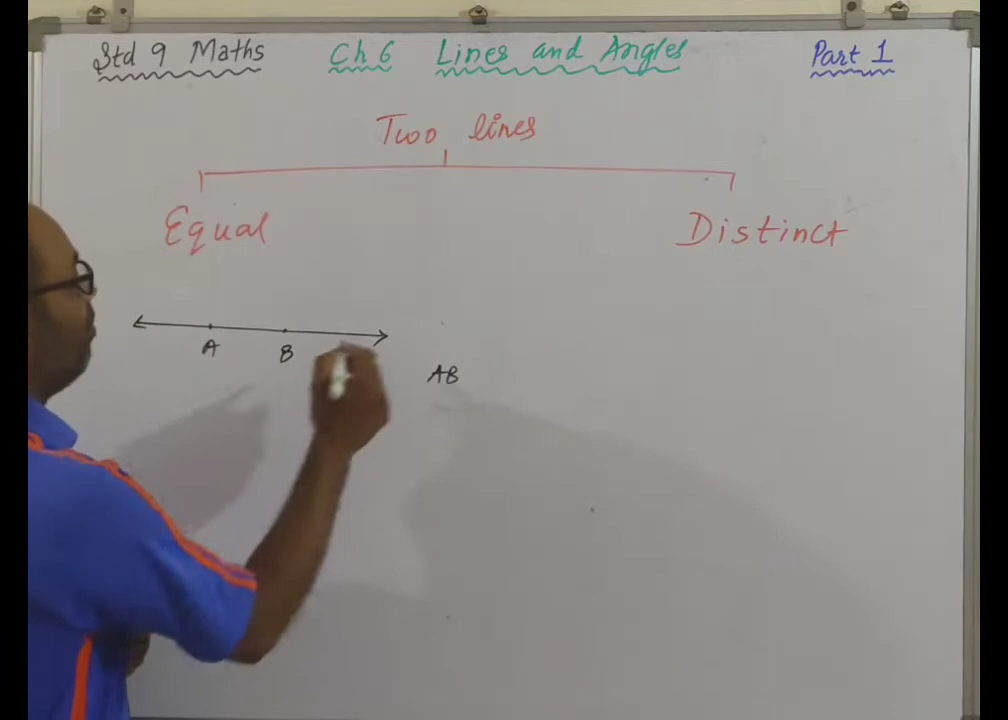 Std 9 Maths Ch 6 Lines and Angles Part 1
Two lines
Equal Distinct
A B
AB